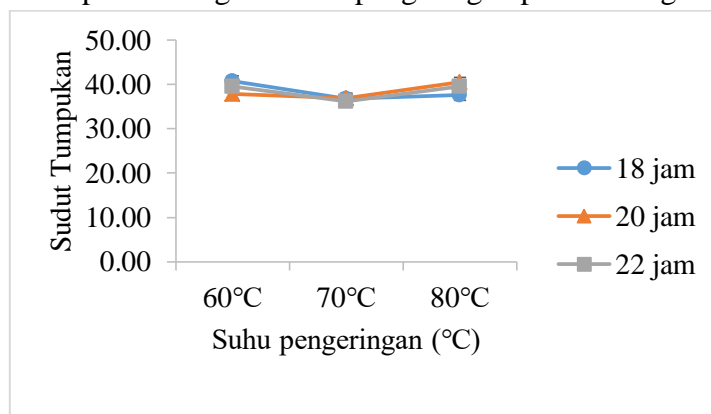 50.00
40.00
30.00
20.00
10.00
0.00
Sudut Tumpukan
60℃
70℃
80℃
Suhu pengeringan (℃)
18 jam
20 jam
22 jam